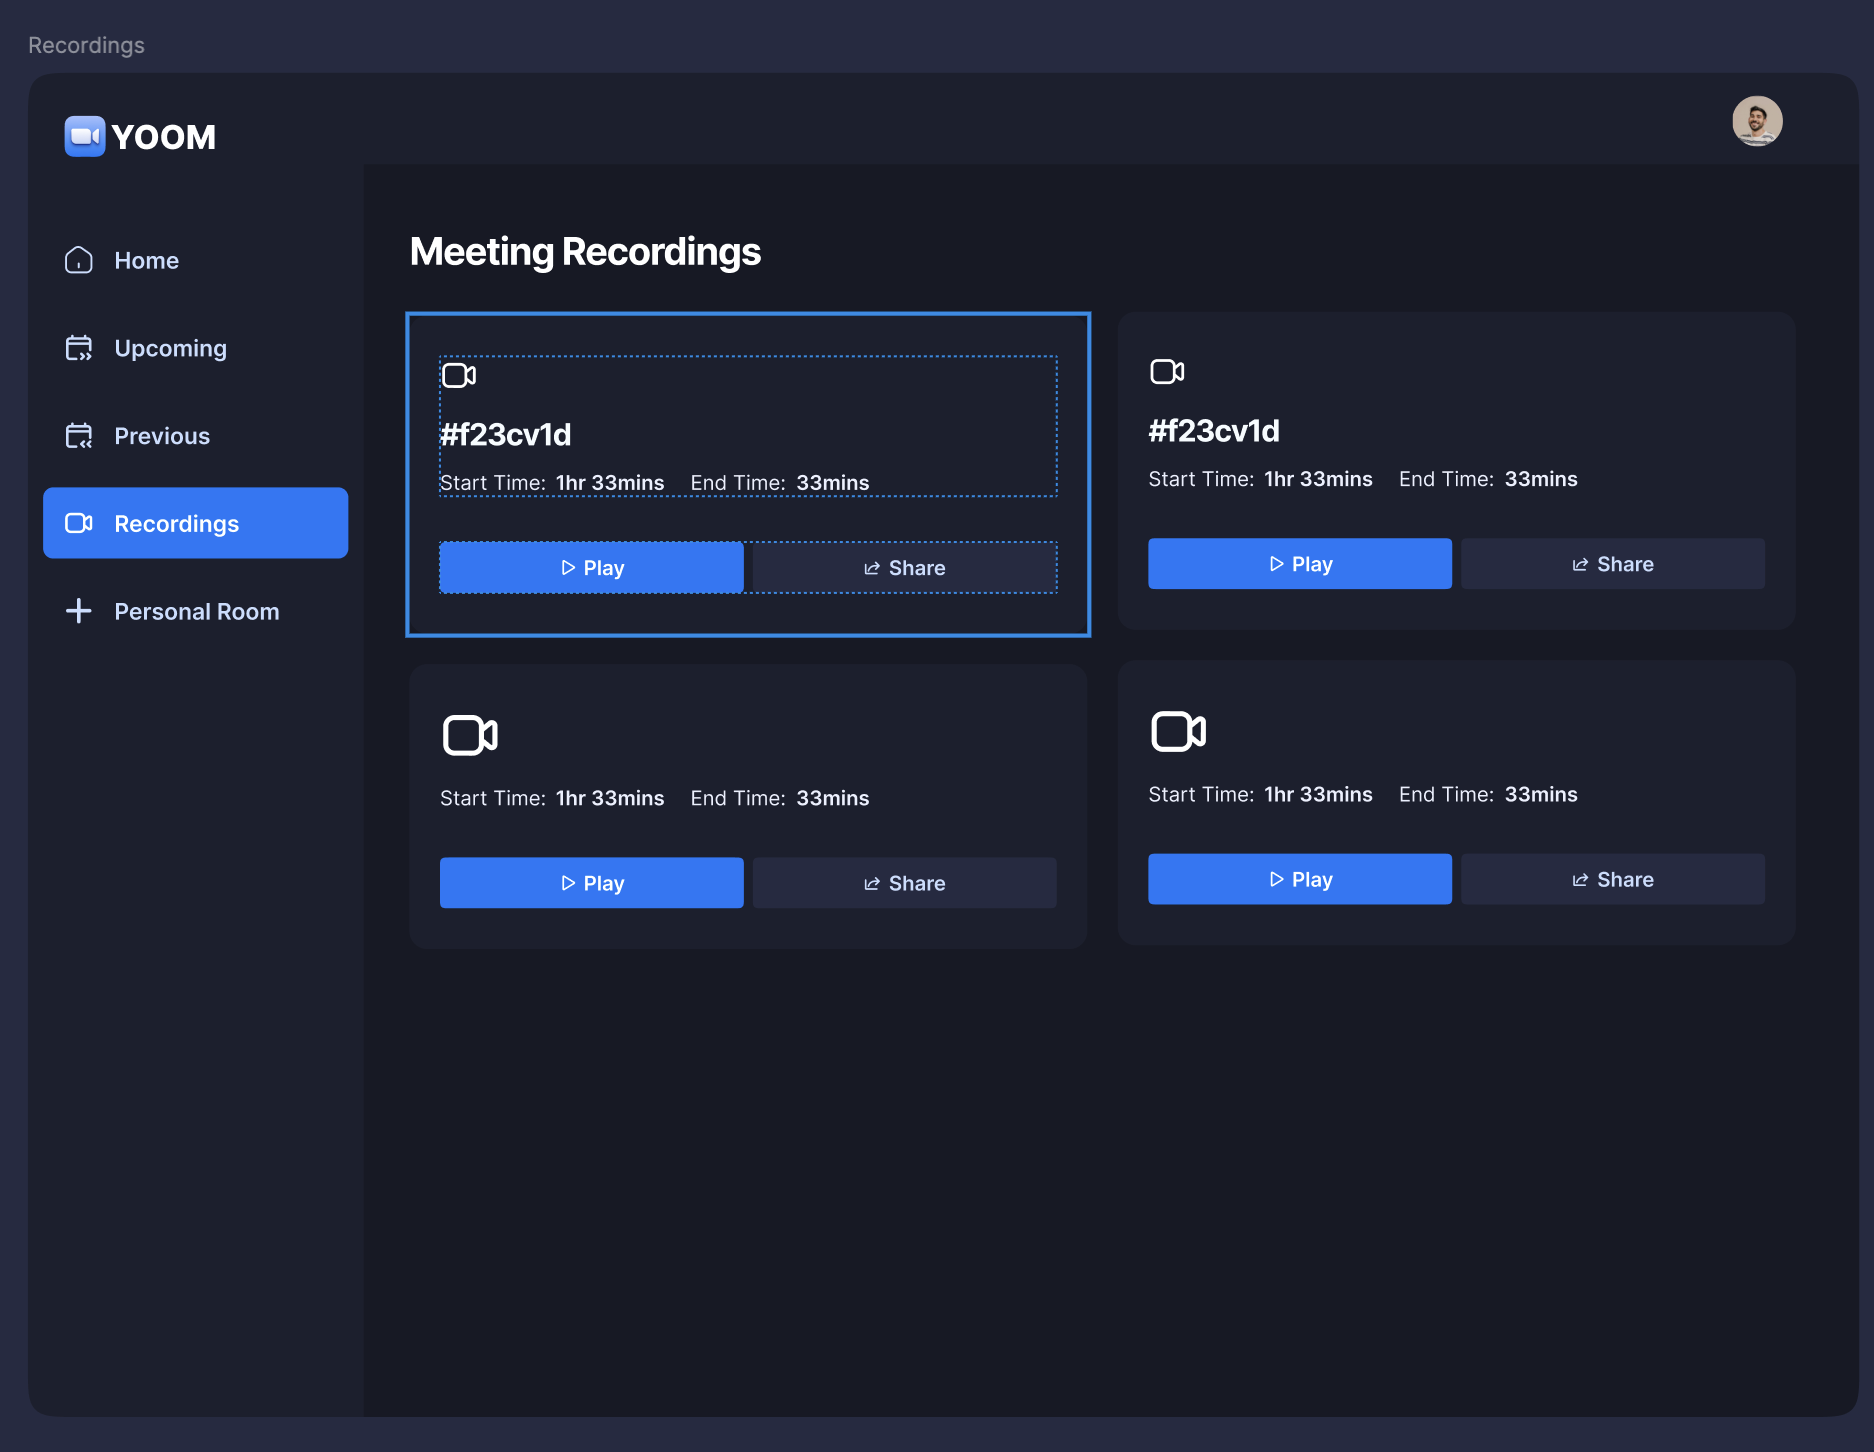 Recordings
YOOM
Home
Upcoming
Previous
Recordings
Personal Room
Meeting Recordings
#f23cv1d
Start Time: 1hr 33mins End Time: 33mins
Play Share
#f23cv1d
Start Time: 1hr 33mins End Time: 33mins
Play Share
Start Time: 1hr 33mins End Time: 33mins
Play Share
Start Time: 1hr 33mins End Time: 33mins
Play Share